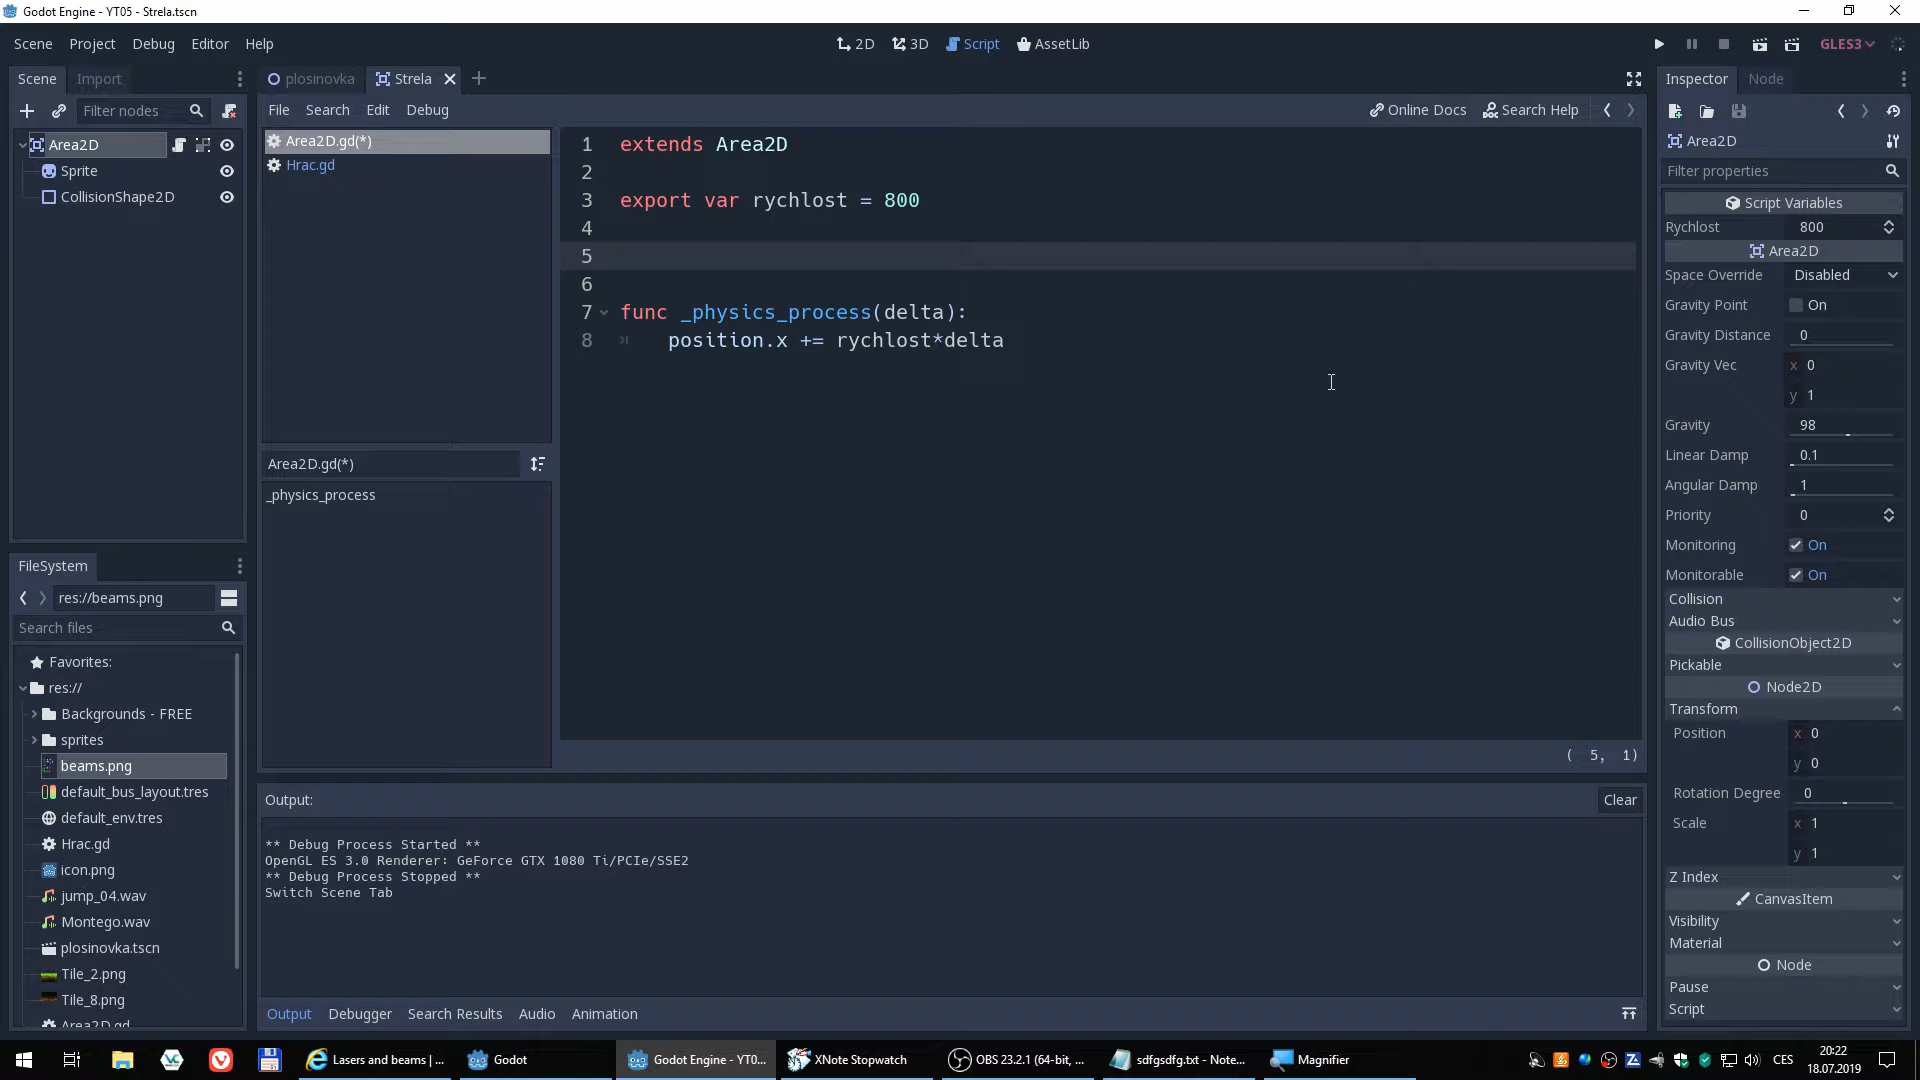 Godot Engine - YT05 - Strela.tscn
Scene Project Debug Editor Help
2D 3D Script AssetLib
GLES3
Scene Import
plosinovka Strela
Inspector Node
Filter nodes
File Search Edit Debug
Online Docs Search Help
Area2D
Sprite
CollisionShape2D
Area2D.gd(*)
Hrac.gd
Area2D.gd(*)
_physics_process
1 extends Area2D
2
3 export var rychlost = 800
4
5
6
7 func _physics_process(delta):
8 position.x += rychlost*delta
( 5, 1)
Area2D
Filter properties
Script Variables
Rychlost 800
Area2D
Space Override Disabled
Gravity Point On
Gravity Distance 0
Gravity Vec x 0
y 1
Gravity 98
Linear Damp 0.1
Angular Damp 1
Priority 0
Monitoring On
Monitorable On
Collision
Audio Bus
CollisionObject2D
Pickable
Node2D
Transform
Position x 0
y 0
Rotation Degree 0
Scale x 1
y 1
Z Index
CanvasItem
Visibility
Material
Node
Pause
Script
FileSystem
res://beams.png
Search files
Favorites:
res://
Backgrounds - FREE
sprites
beams.png
default_bus_layout.tres
default_env.tres
Hrac.gd
icon.png
jump_04.wav
Montego.wav
plosinovka.tscn
Tile_2.png
Tile_8.png
Area2D.gd
Output: Clear
** Debug Process Started **
OpenGL ES 3.0 Renderer: GeForce GTX 1080 Ti/PCIe/SSE2
** Debug Process Stopped **
Switch Scene Tab
Output Debugger Search Results Audio Animation
Lasers and beams | ... Godot Godot Engine - YT0... XNote Stopwatch OBS 23.2.1 (64-bit, ... sdfgsdfg.txt - Note... Magnifier
CES
20:22
18.07.2019